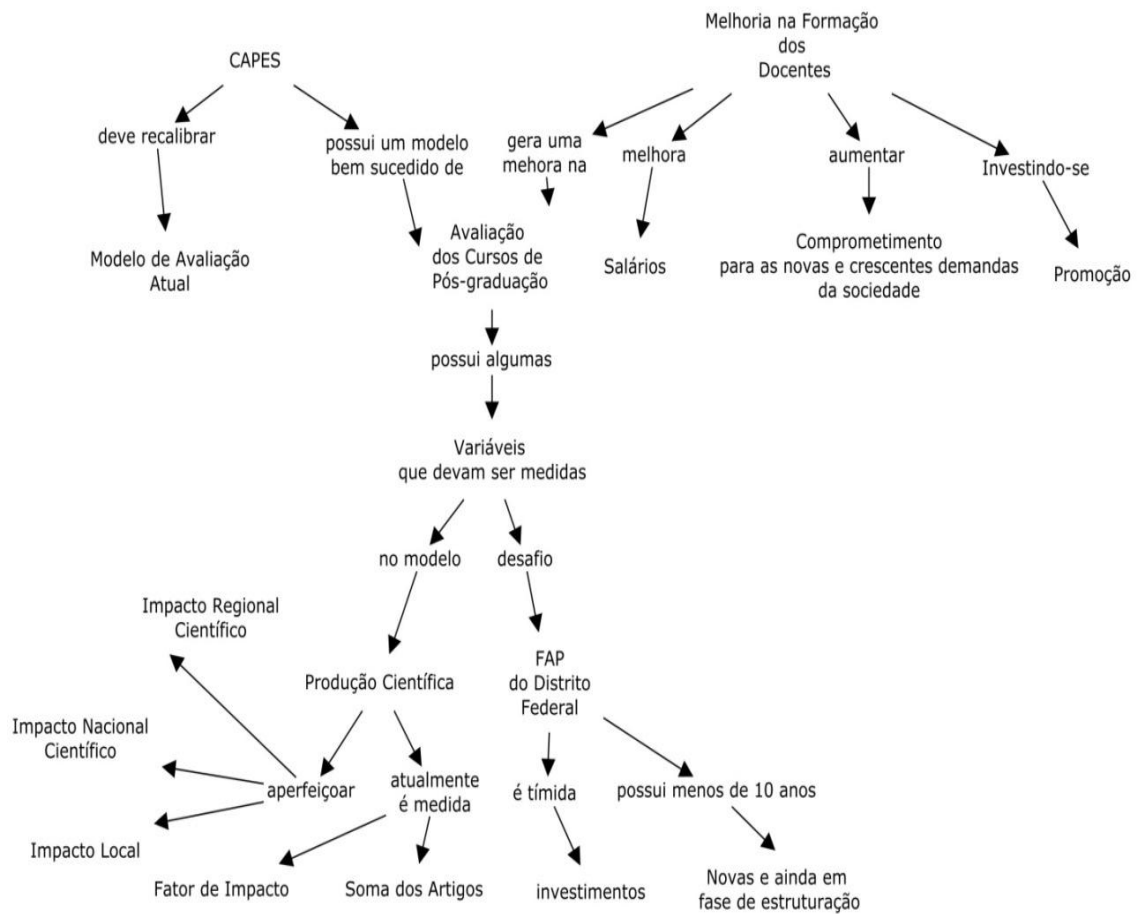 Melhoria na Formação
dos
Docentes
CAPES
deve recalibrar
possui um modelo
bem sucedido de
gera uma
mehora na
melhora
aumentar
Investindo-se
Modelo de Avaliação
Atual
Avaliação
dos Cursos de
Pós-graduação
Salários
Comprometimento
para as novas e crescentes demandas
da sociedade
Promoção
possui algumas
Variáveis
que devam ser medidas
no modelo
desafio
Impacto Regional
Científico
Produção Científica
FAP
do Distrito
Federal
Impacto Nacional
Científico
aperfeiçoar
atualmente
é medida
é tímida
possui menos de 10 anos
Impacto Local
Fator de Impacto
Soma dos Artigos
investimentos
Novas e ainda em
fase de estruturação